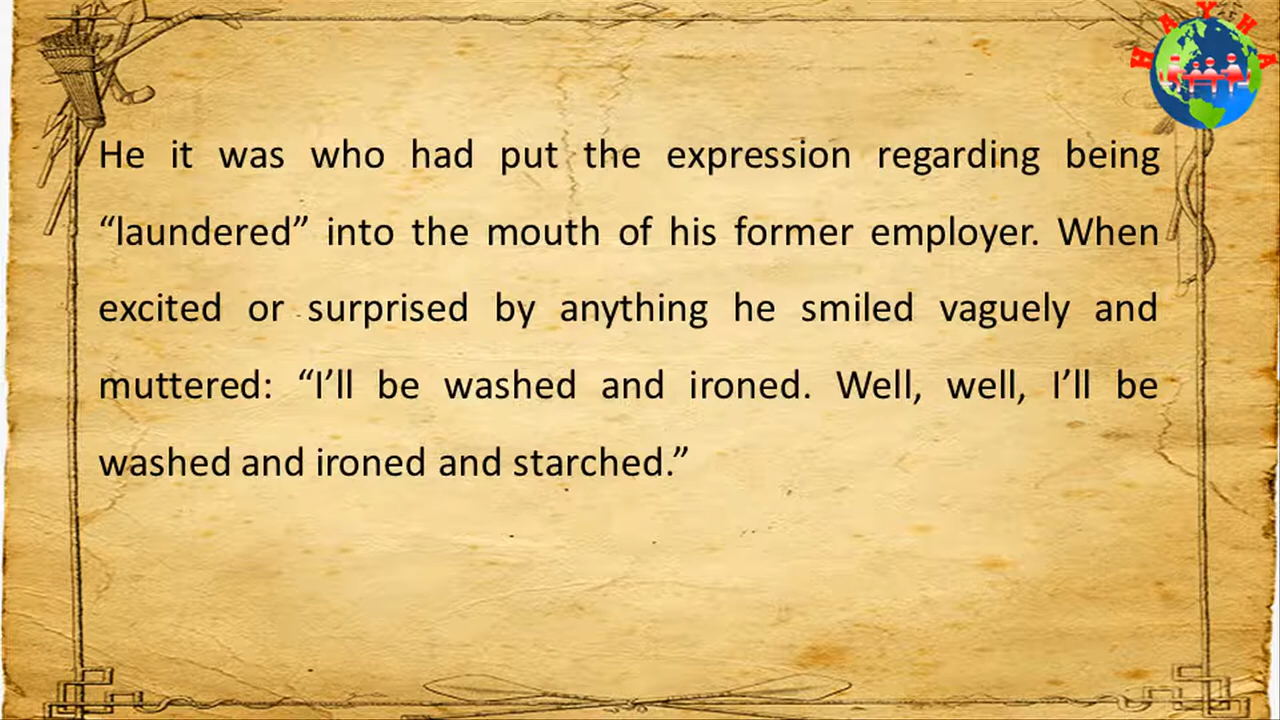 HAYHA
He it was who had put the expression regarding being
“laundered” into the mouth of his former employer. When
excited or surprised by anything he smiled vaguely and
muttered: “I’ll be washed and ironed. Well, well, I’ll be
washed and ironed and starched.”